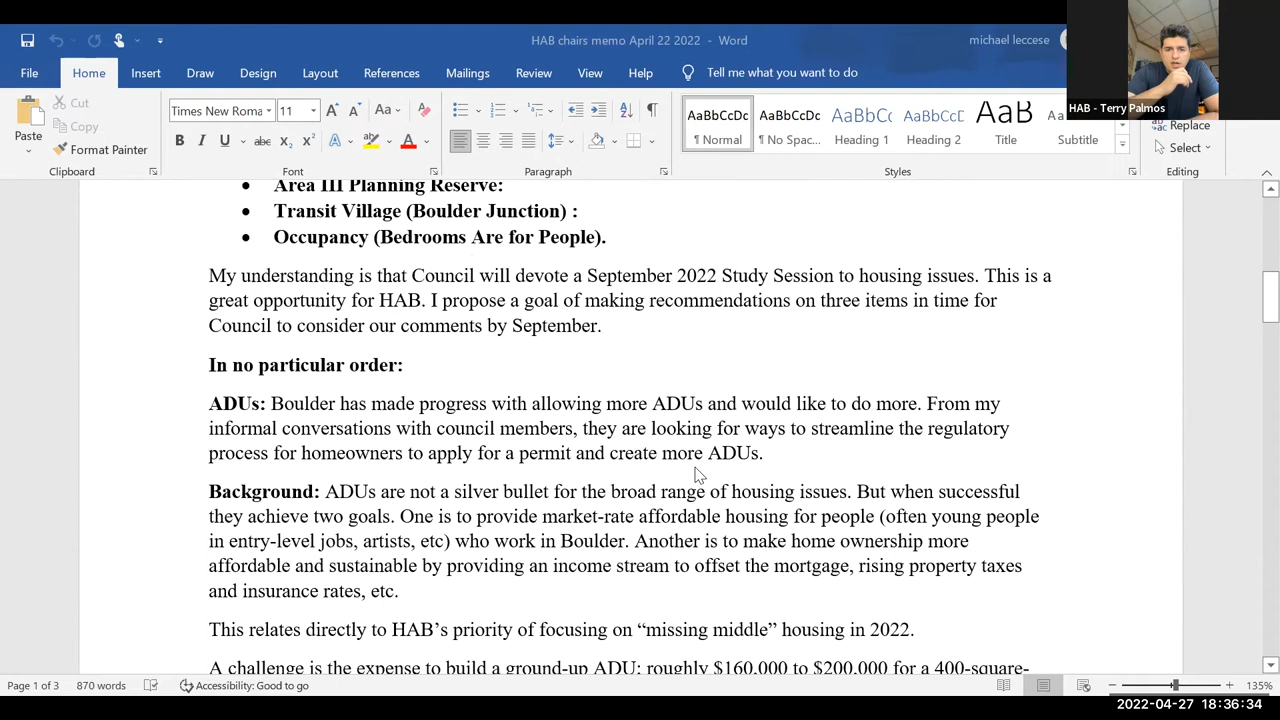 HAB chairs memo April 22 2022 - Word
michael leccese
HAB - Terry Palmos
File Home Insert Draw Design Layout References Mailings Review View Help Tell me what you want to do
Paste
Cut
Copy
Format Painter
Clipboard
Times New Roma 11
Font
Paragraph
AaBbCcDc AaBbCcDc AaBbCc AaBbCcD AaB
¶ Normal ¶ No Spac... Heading 1 Heading 2 Title Subtitle
Styles
Replace
Select
Editing
• Area III Planning Reserve:
• Transit Village (Boulder Junction) :
• Occupancy (Bedrooms Are for People).
My understanding is that Council will devote a September 2022 Study Session to housing issues. This is a
great opportunity for HAB. I propose a goal of making recommendations on three items in time for
Council to consider our comments by September.
In no particular order:
ADUs: Boulder has made progress with allowing more ADUs and would like to do more. From my
informal conversations with council members, they are looking for ways to streamline the regulatory
process for homeowners to apply for a permit and create more ADUs.
Background: ADUs are not a silver bullet for the broad range of housing issues. But when successful
they achieve two goals. One is to provide market-rate affordable housing for people (often young people
in entry-level jobs, artists, etc) who work in Boulder. Another is to make home ownership more
affordable and sustainable by providing an income stream to offset the mortgage, rising property taxes
and insurance rates, etc.
This relates directly to HAB’s priority of focusing on “missing middle” housing in 2022.
A challenge is the expense to build a ground-up ADU: roughly $160,000 to $200,000 for a 400-square-
Page 1 of 3 870 words Accessibility: Good to go 135%
2022-04-27 18:36:34